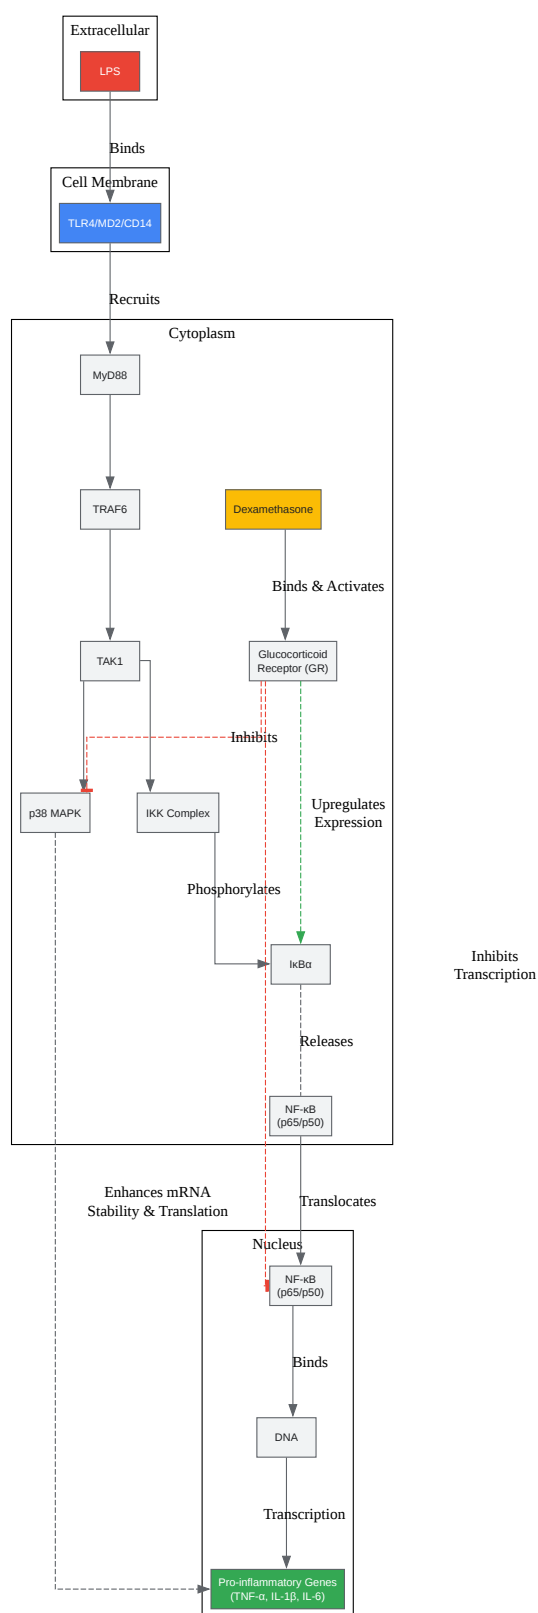 Extracellular
LPS
Binds
Cell Membrane
TLR4/MD2/CD14
Recruits
Cytoplasm
MyD88
TRAF6
Dexamethasone
Binds & Activates
TAK1
Glucocorticoid
Receptor (GR)
Inhibits
p38 MAPK
IKK Complex
Upregulates
Expression
Phosphorylates
IκBα
Inhibits
Transcription
Releases
NF-κB
(p65/p50)
Enhances mRNA
Stability & Translation
Translocates
Nucleus
NF-κB
(p65/p50)
Binds
DNA
Transcription
Pro-inflammatory Genes
(TNF-α, IL-1β, IL-6)